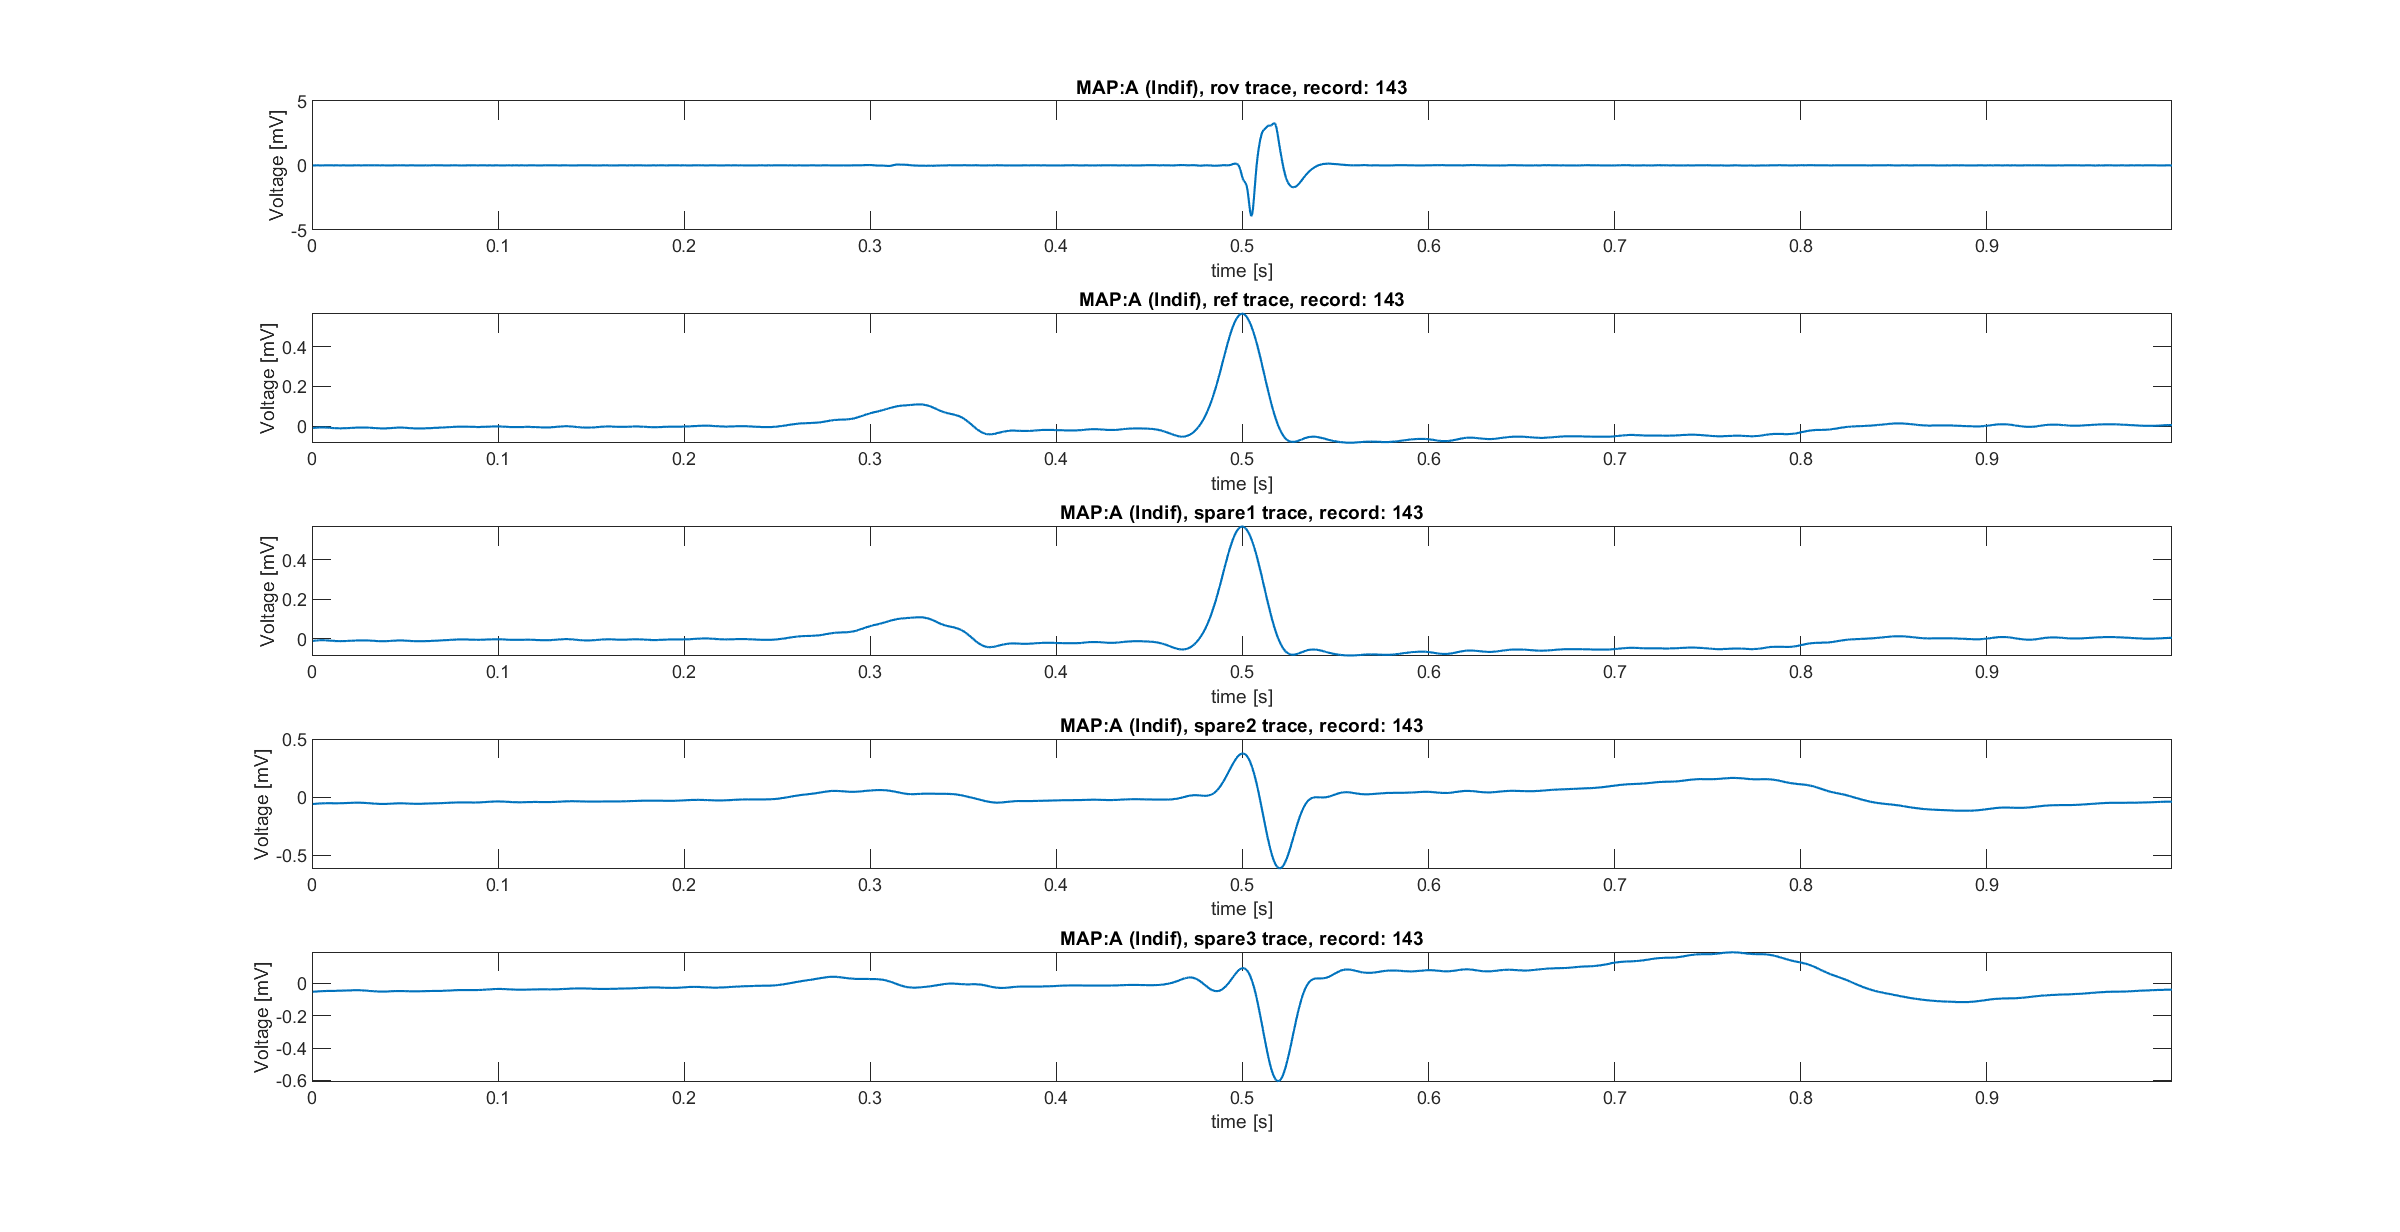 MAP:A (Indif), rov trace, record: 143
Voltage [mV]
5
0
-5
0 0.1 0.2 0.3 0.4 0.5 0.6 0.7 0.8 0.9
time [s]
MAP:A (Indif), ref trace, record: 143
Voltage [mV]
0.4
0.2
0
0 0.1 0.2 0.3 0.4 0.5 0.6 0.7 0.8 0.9
time [s]
MAP:A (Indif), spare1 trace, record: 143
Voltage [mV]
0.4
0.2
0
0 0.1 0.2 0.3 0.4 0.5 0.6 0.7 0.8 0.9
time [s]
MAP:A (Indif), spare2 trace, record: 143
Voltage [mV]
0.5
0
-0.5
0 0.1 0.2 0.3 0.4 0.5 0.6 0.7 0.8 0.9
time [s]
MAP:A (Indif), spare3 trace, record: 143
Voltage [mV]
0
-0.2
-0.4
-0.6
0 0.1 0.2 0.3 0.4 0.5 0.6 0.7 0.8 0.9
time [s]